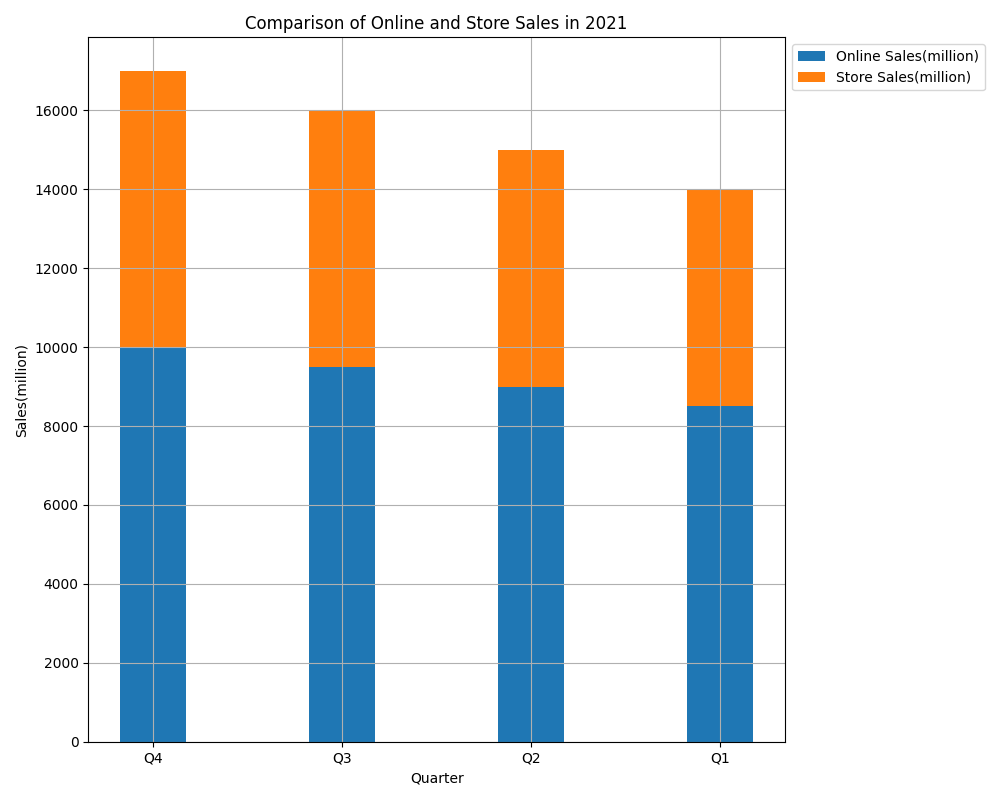 Comparison of Online and Store Sales in 2021
Online Sales(million)
Store Sales(million)
Sales(million)
16000
14000
12000
10000
8000
6000
4000
2000
0
Q4 Q3 Q2 Q1
Quarter